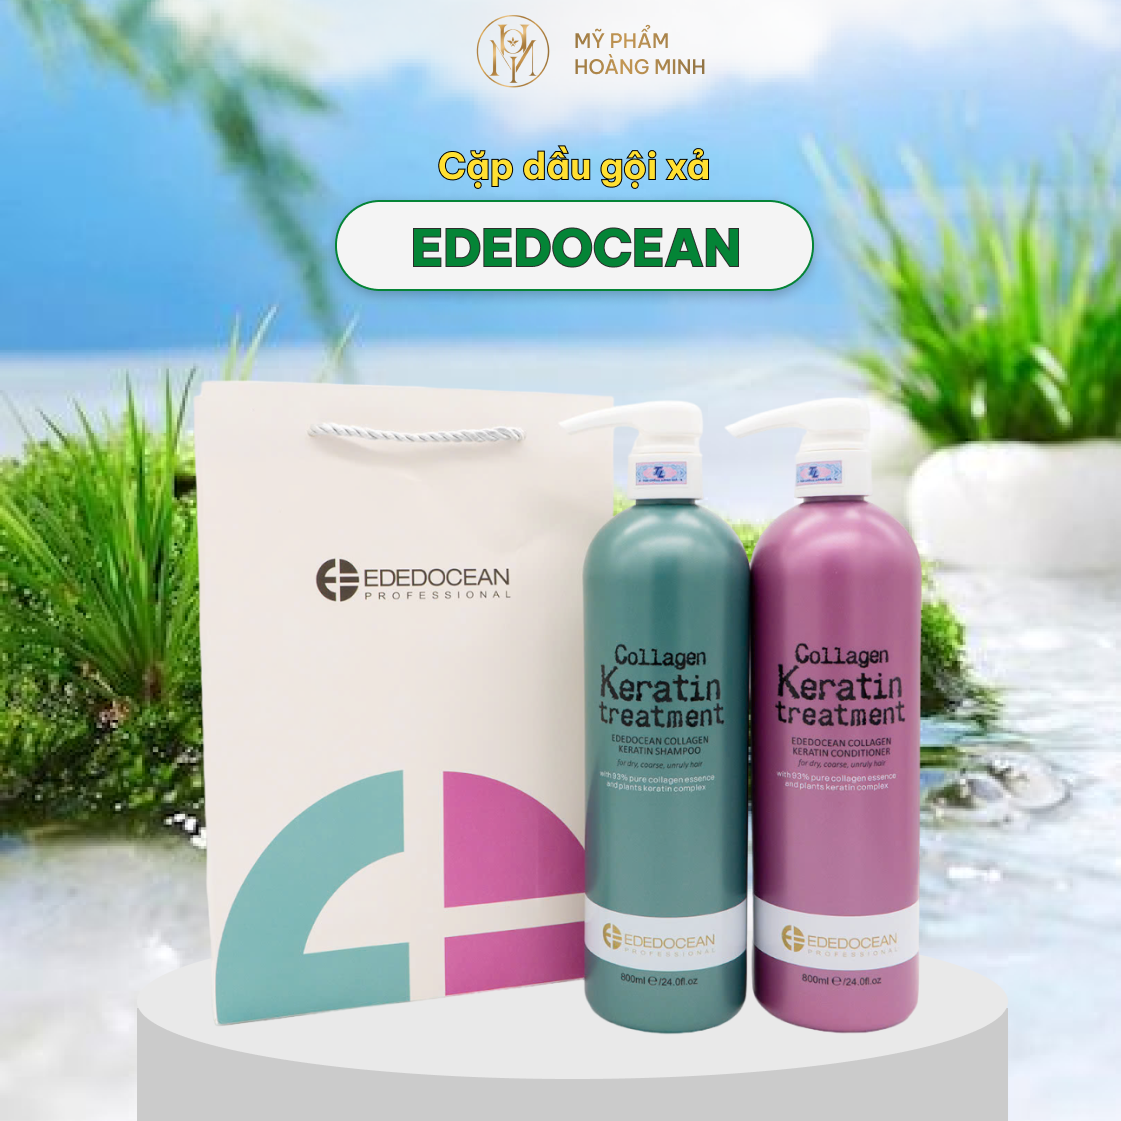 MỸ PHẨM
HOÀNG MINH
Cặp dầu gội xả
EDEDOCEAN
EDEDOCEAN
PROFESSIONAL
Collagen
Keratin
treatment
EDEDOCEAN COLLAGEN
KERATIN SHAMPOO
for dry, coarse, unruly hair
with 93% pure collagen essence
and plants keratin complex
EDEDOCEAN
PROFESSIONAL
800ml ℮/24.0fl.oz
Collagen
Keratin
treatment
EDEDOCEAN COLLAGEN
KERATIN CONDITIONER
for dry, coarse, unruly hair
with 93% pure collagen essence
and plants keratin complex
EDEDOCEAN
PROFESSIONAL
800ml ℮/24.0fl.oz